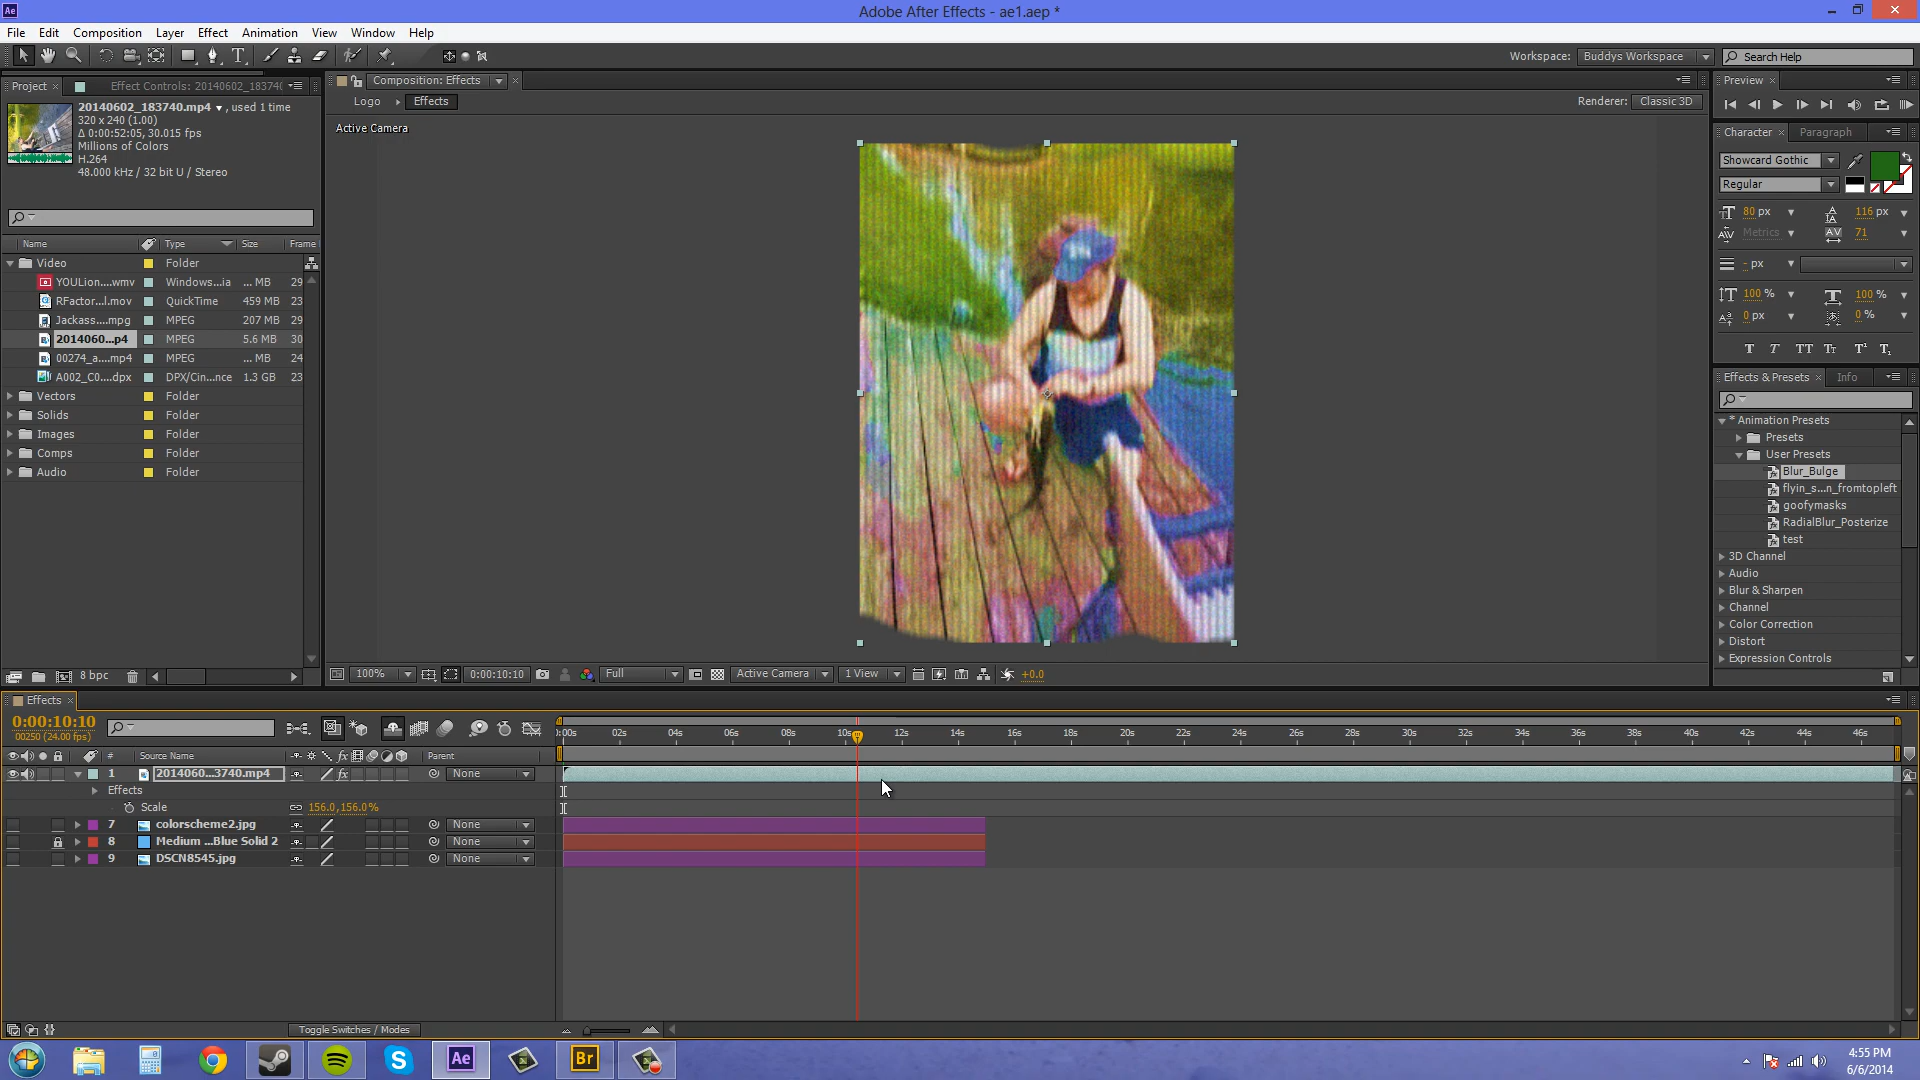 Adobe After Effects - ae1.aep *
File Edit Composition Layer Effect Animation View Window Help
Workspace: Buddys Workspace Search Help
Project × Effect Controls: 20140602_18374(
20140602_183740.mp4 , used 1 time
320 x 240 (1.00)
Δ 0:00:52:05, 30.015 fps
Millions of Colors
H.264
48.000 kHz / 32 bit U / Stereo
Name Type Size Frame
Video Folder
YOULion....wmv Windows...ia ... MB 29
RFactor...l.mov QuickTime 459 MB 23
Jackass....mpg MPEG 207 MB 29
2014060...p4 MPEG 5.6 MB 30
00274_a....mp4 MPEG ... MB 24
A002_C0....dpx DPX/Cin...nce 1.3 GB 23
Vectors Folder
Solids Folder
Images Folder
Comps Folder
Audio Folder
8 bpc
Composition: Effects
Logo Effects
Renderer: Classic 3D
Active Camera
100% 0:00:10:10 Full Active Camera 1 View +0.0
Preview
Character Paragraph
Showcard Gothic
Regular
80 px 116 px
Metrics 71
- px
100 % 100 %
0 px 0 %
T T TT Tt T¹ T₁
Effects & Presets Info
* Animation Presets
Presets
User Presets
Blur_Bulge
flyin_s...n_fromtopleft
goofymasks
RadialBlur_Posterize
test
3D Channel
Audio
Blur & Sharpen
Channel
Color Correction
Distort
Expression Controls
Effects
0:00:10:10
00250 (24.00 fps)
):00s 02s 04s 06s 08s 10s 12s 14s 16s 18s 20s 22s 24s 26s 28s 30s 32s 34s 36s 38s 40s 42s 44s 46s
# Source Name fx Parent
1 2014060...3740.mp4 fx None
Effects
Scale 156.0,156.0%
7 colorscheme2.jpg None
8 Medium ...Blue Solid 2 None
9 DSCN8545.jpg None
Toggle Switches / Modes
Ae Br
4:55 PM
6/6/2014